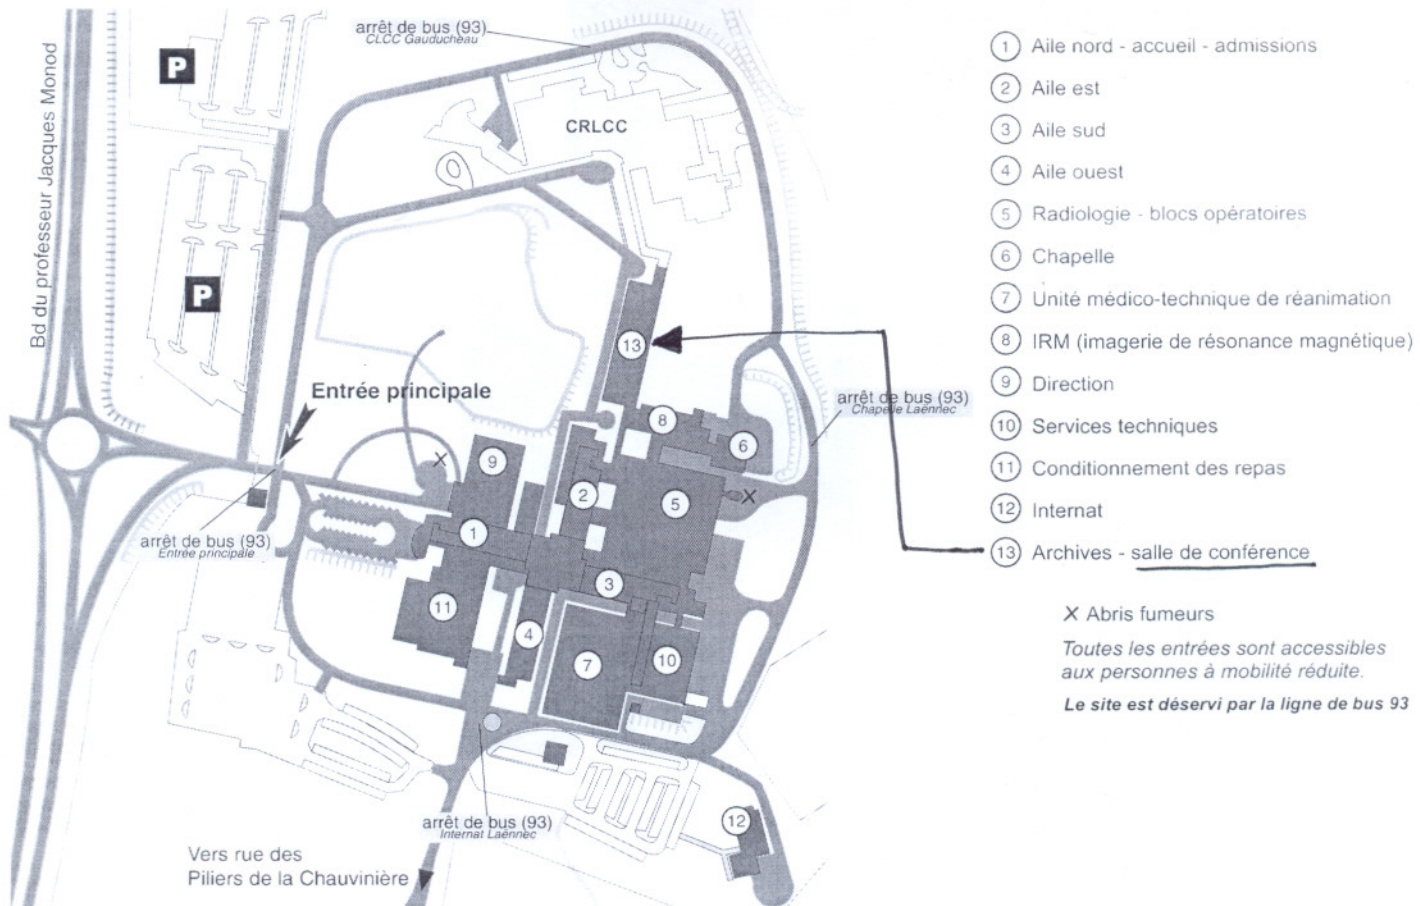 arrêt de bus (93)
CLCC Gauducheau
P
Bd du professeur Jacques Monod
CRLCC
P
13
Entrée principale
arrêt de bus (93)
Chapelle Laënnec
8
6
9
2
5
X
X
1
arrêt de bus (93)
Entrée principale
3
11
4
7
10
12
arrêt de bus (93)
Internat Laënnec
Vers rue des
Piliers de la Chauvinière
1 Aile nord - accueil - admissions
2 Aile est
3 Aile sud
4 Aile ouest
5 Radiologie - blocs opératoires
6 Chapelle
7 Unité médico-technique de réanimation
8 IRM (imagerie de résonance magnétique)
9 Direction
10 Services techniques
11 Conditionnement des repas
12 Internat
13 Archives - salle de conférence
X Abris fumeurs
Toutes les entrées sont accessibles
aux personnes à mobilité réduite.
Le site est déservi par la ligne de bus 93